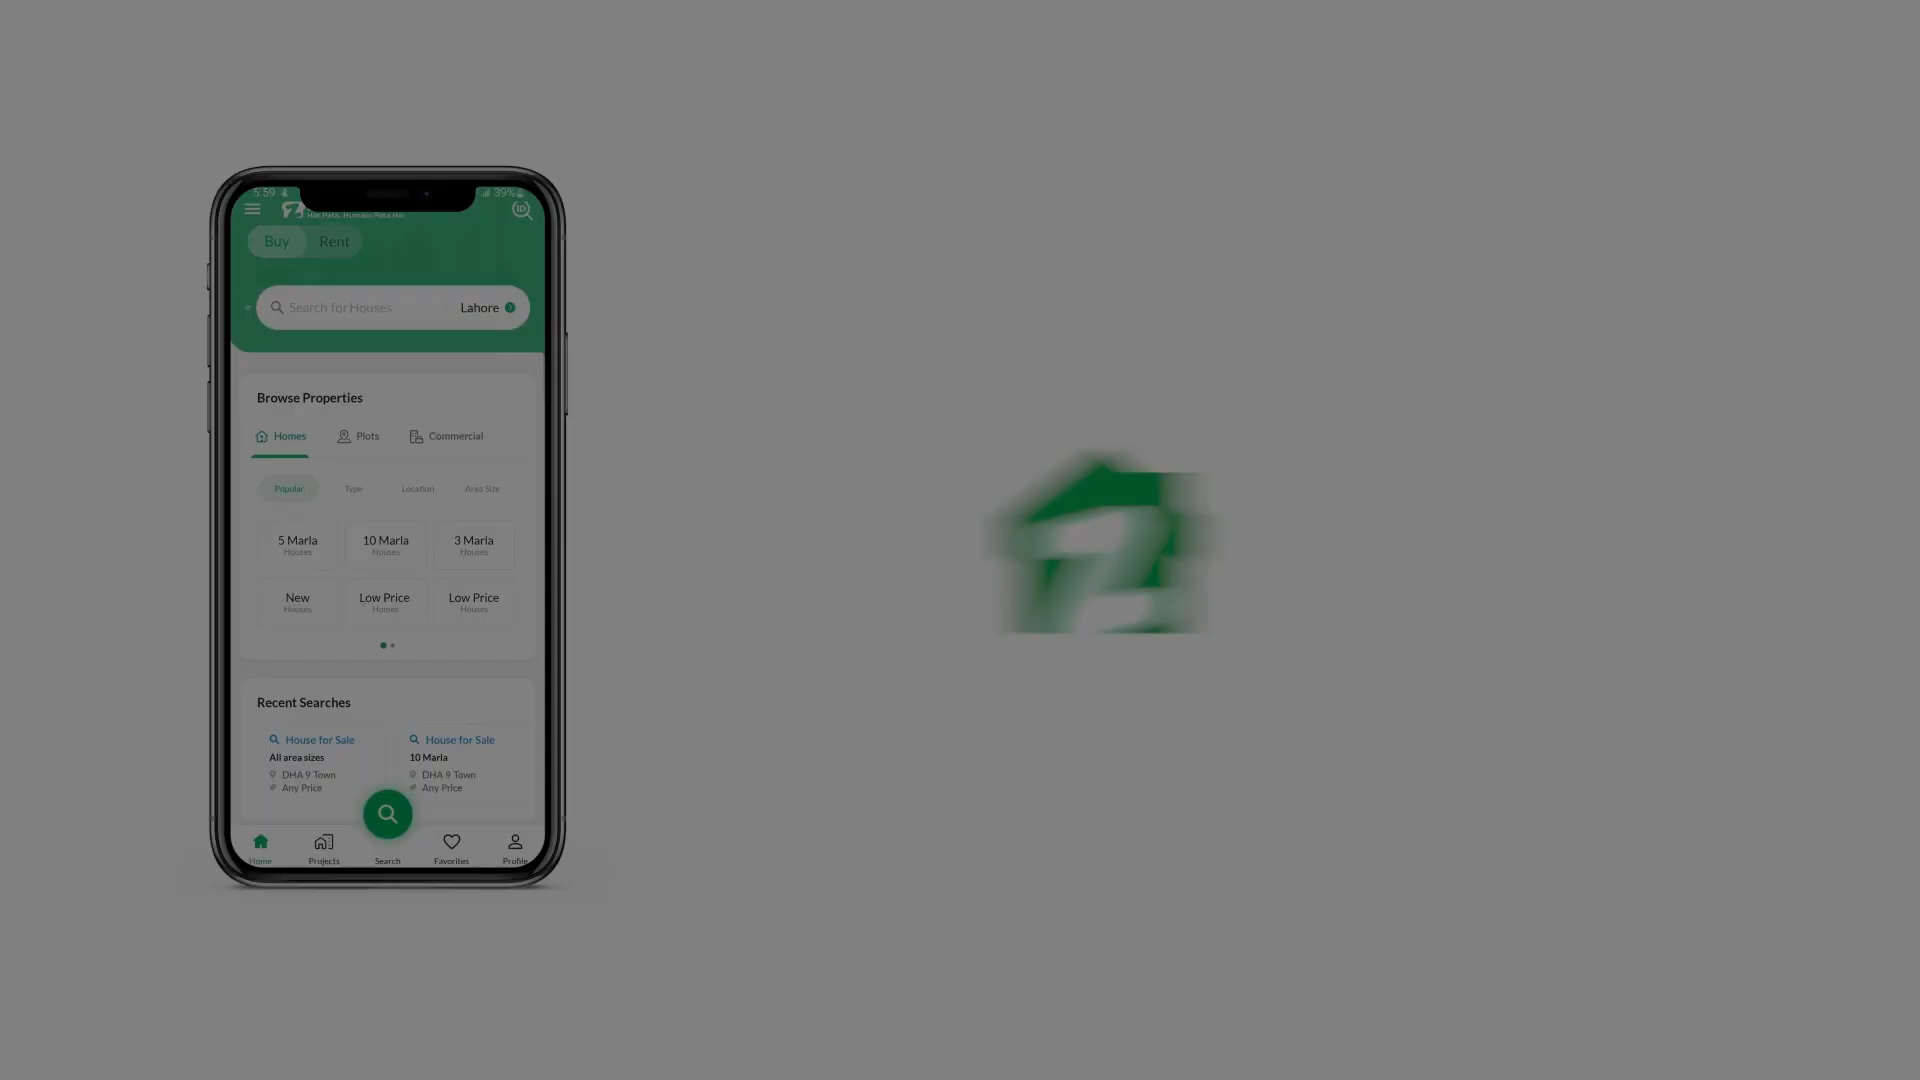 5:59
39%
Har Pata, Humain Pata Hai
ID
Buy Rent
Search for Houses Lahore
Browse Properties
Homes Plots Commercial
Popular Type Location Area Size
5 Marla 10 Marla 3 Marla
Houses Houses Houses
New Low Price Low Price
Houses Homes Houses
Recent Searches
House for Sale House for Sale
All area sizes 10 Marla
DHA 9 Town DHA 9 Town
Any Price Any Price
Home Projects Search Favorites Profile